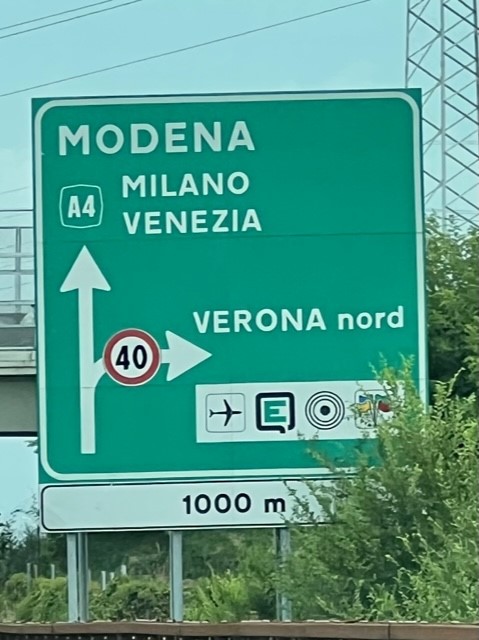 MODENA
A4
MILANO
VENEZIA
VERONA nord
40
E
1000 m